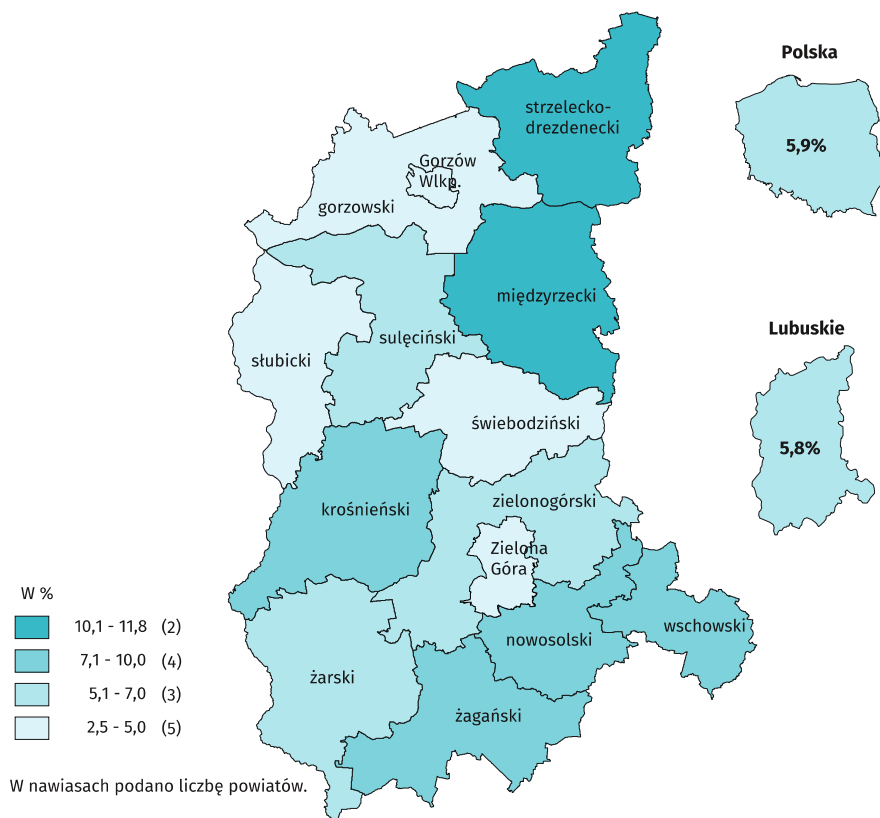 Polska
5,9%
strzelecko-
drezdenecki
Gorzów
Wlkp.
gorzowski
międzyrzecki
sulęciński
słubicki
Lubuskie
5,8%
świebodziński
krośnieński
zielonogórski
Zielona
Góra
nowosolski
wschowski
żarski
żagański
W %
10,1 - 11,8 (2)
7,1 - 10,0 (4)
5,1 - 7,0 (3)
2,5 - 5,0 (5)
W nawiasach podano liczbę powiatów.